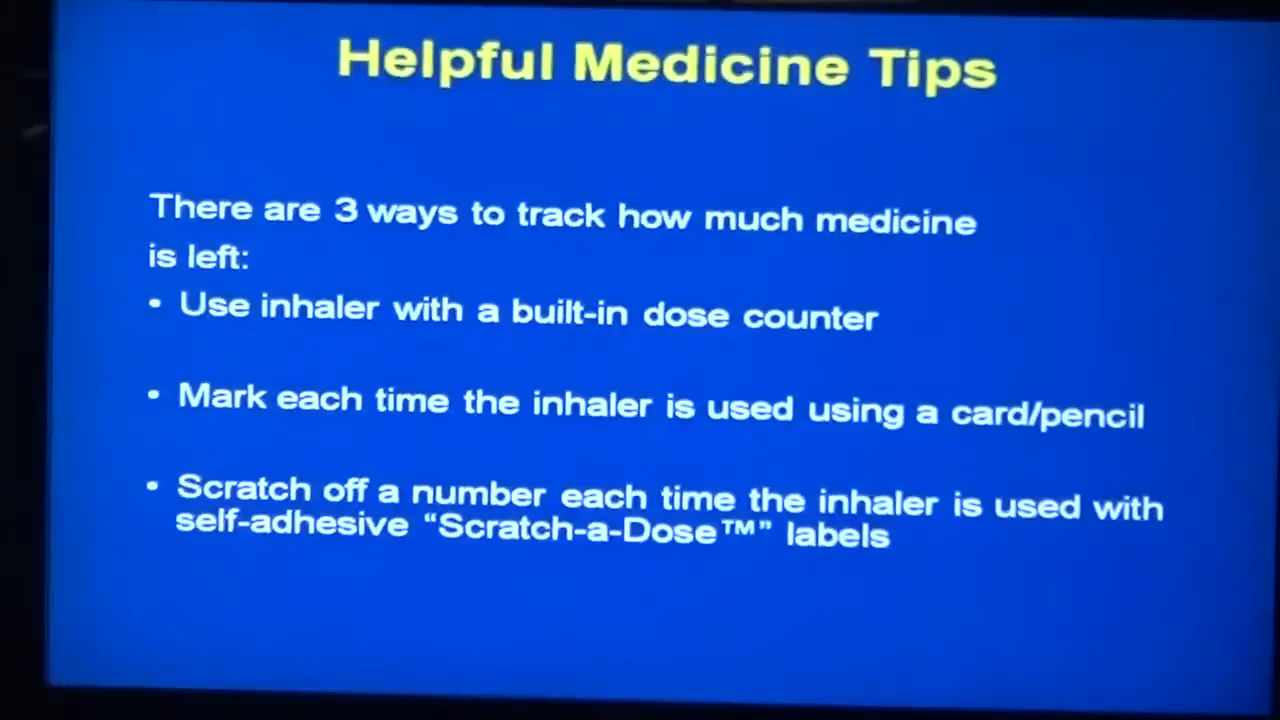 Helpful Medicine Tips
There are 3 ways to track how much medicine
is left:
• Use inhaler with a built-in dose counter
• Mark each time the inhaler is used using a card/pencil
• Scratch off a number each time the inhaler is used with
self-adhesive “Scratch-a-Dose™” labels